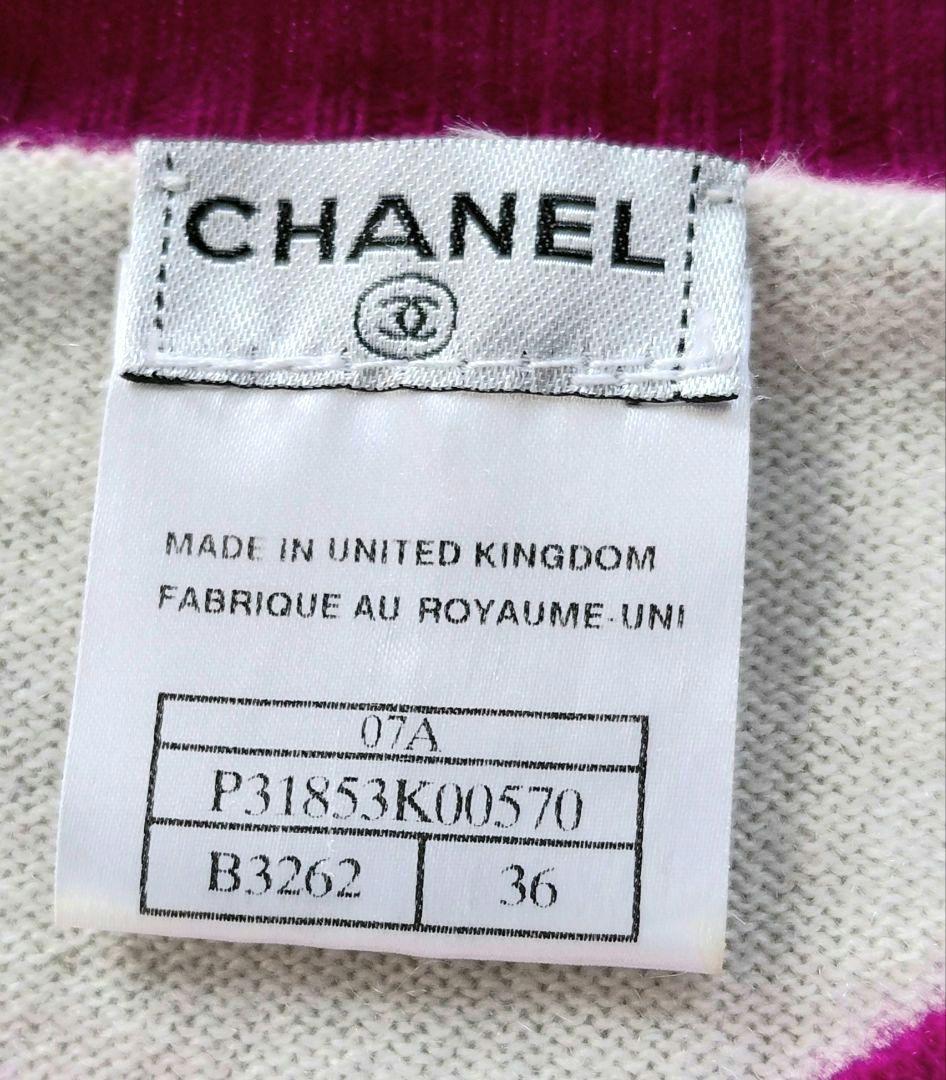 CHANEL
MADE IN UNITED KINGDOM
FABRIQUE AU ROYAUME-UNI
07A
P31853K00570
B3262 36